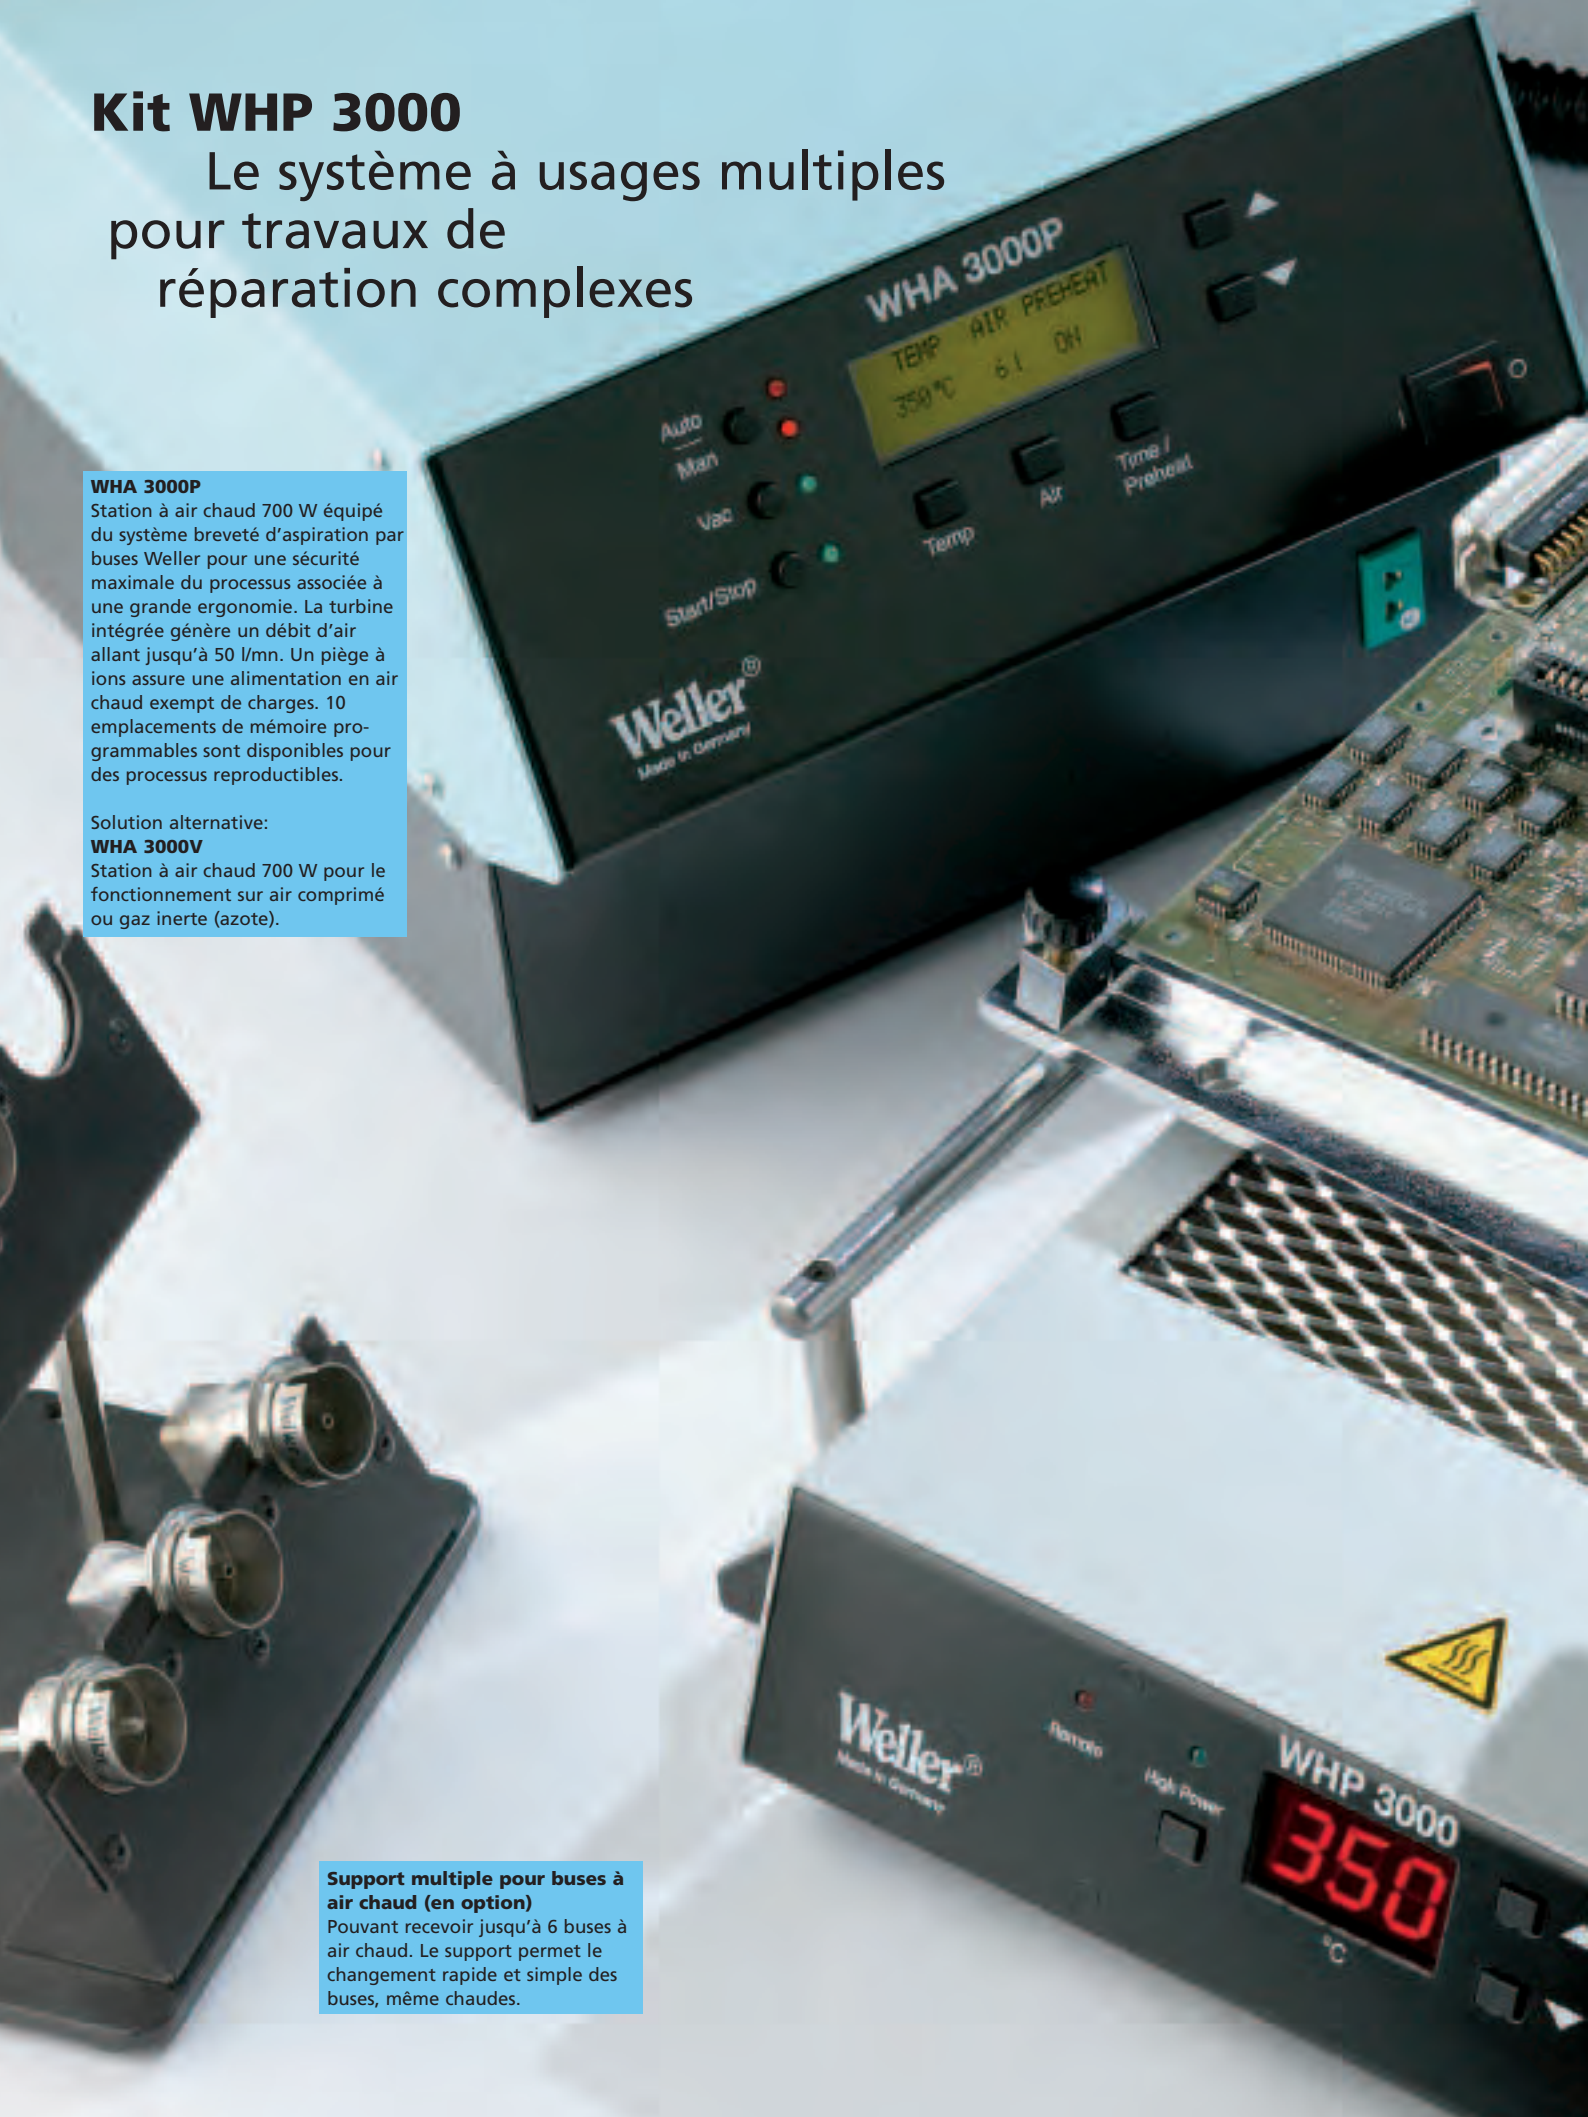 Kit WHP 3000
Le système à usages multiples
pour travaux de
réparation complexes
WHA 3000P
TEMP AIR PREHEAT
350°C 61 ON
Auto
Man
Vac
Start/Stop
Temp
Air
Time /
Preheat
I
O
Weller®
Made in Germany
WHA 3000P
Station à air chaud 700 W équipé
du système breveté d’aspiration par
buses Weller pour une sécurité
maximale du processus associée à
une grande ergonomie. La turbine
intégrée génère un débit d’air
allant jusqu’à 50 l/mn. Un piège à
ions assure une alimentation en air
chaud exempt de charges. 10
emplacements de mémoire pro-
grammables sont disponibles pour
des processus reproductibles.
Solution alternative:
WHA 3000V
Station à air chaud 700 W pour le
fonctionnement sur air comprimé
ou gaz inerte (azote).
Weller®
Made in Germany
Remote
High Power
WHP 3000
350
°C
Support multiple pour buses à
air chaud (en option)
Pouvant recevoir jusqu’à 6 buses à
air chaud. Le support permet le
changement rapide et simple des
buses, même chaudes.